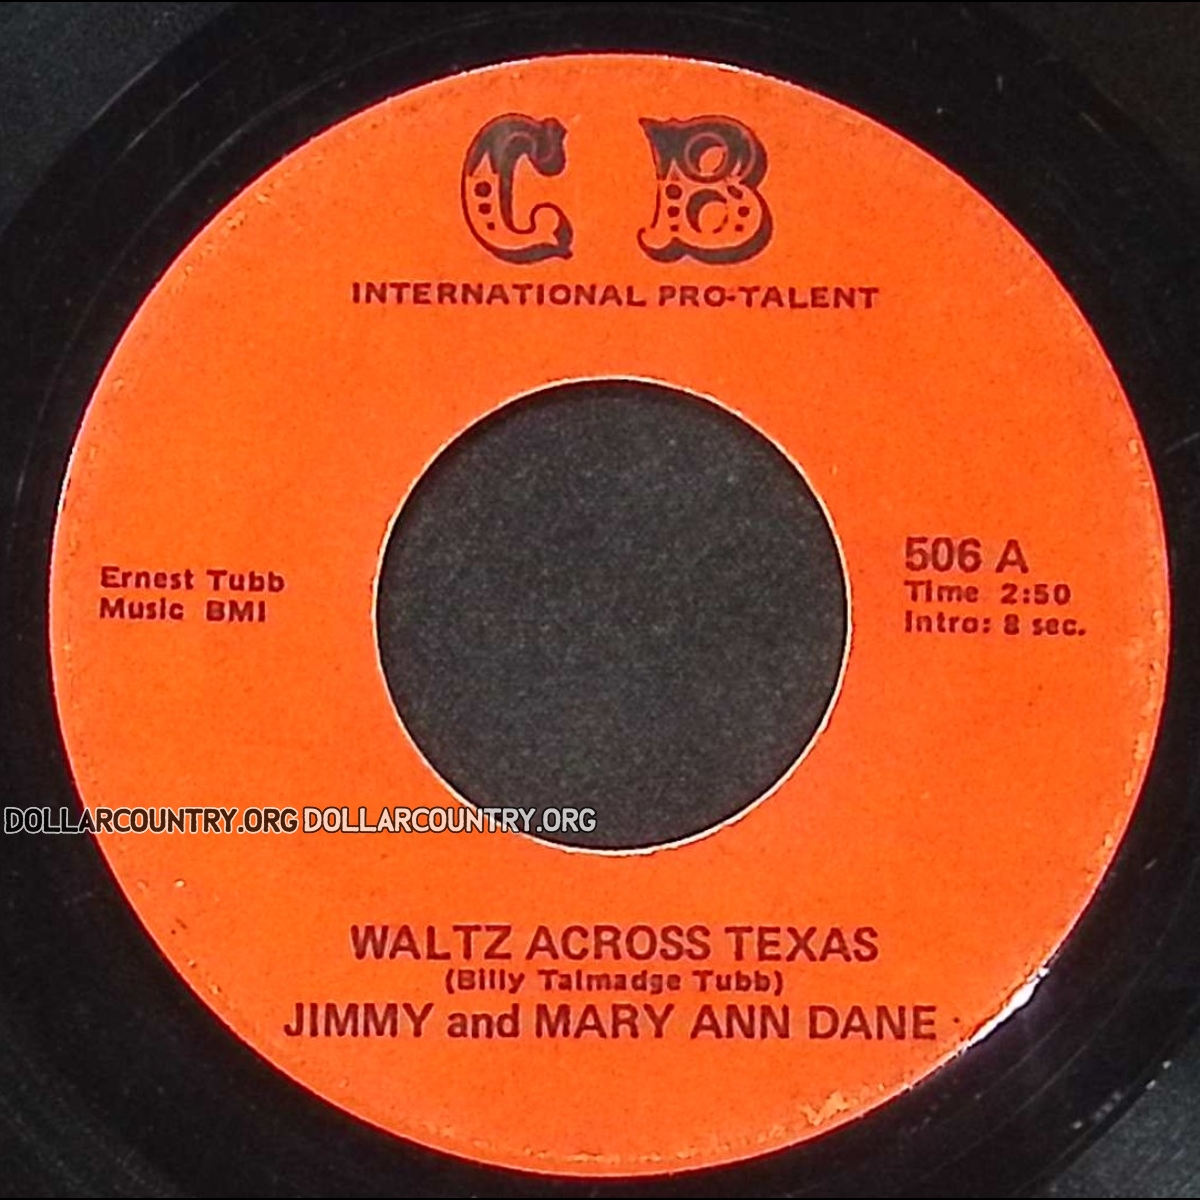 C B
INTERNATIONAL PRO-TALENT
Ernest Tubb
Music BMI
506 A
Time 2:50
Intro: 8 sec.
DOLLARCOUNTRY.ORG DOLLARCOUNTRY.ORG
WALTZ ACROSS TEXAS
(Billy Talmadge Tubb)
JIMMY and MARY ANN DANE